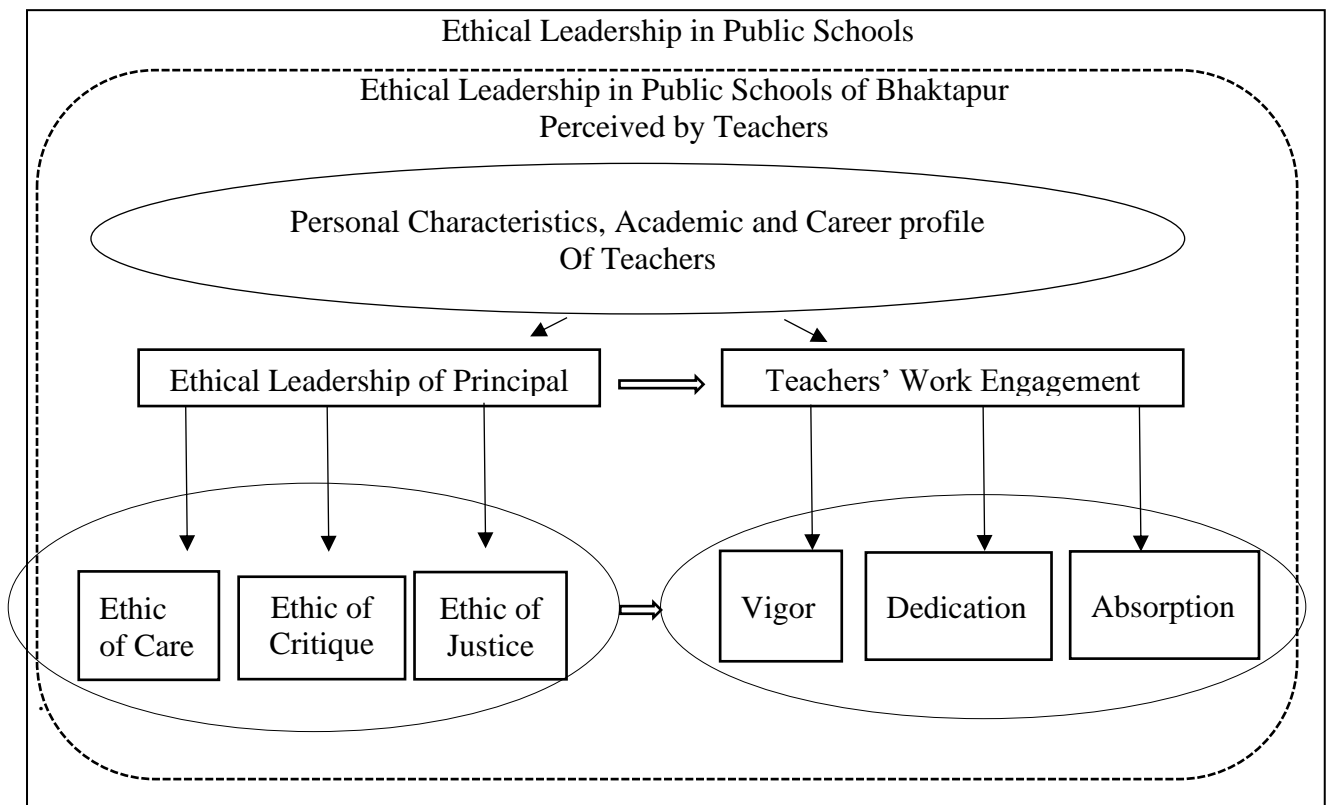 Ethical Leadership in Public Schools
Ethical Leadership in Public Schools of Bhaktapur
Perceived by Teachers
Personal Characteristics, Academic and Career profile
Of Teachers
Ethical Leadership of Principal
Teachers’ Work Engagement
Ethic
of Care
Ethic of
Critique
Ethic of
Justice
Vigor
Dedication
Absorption